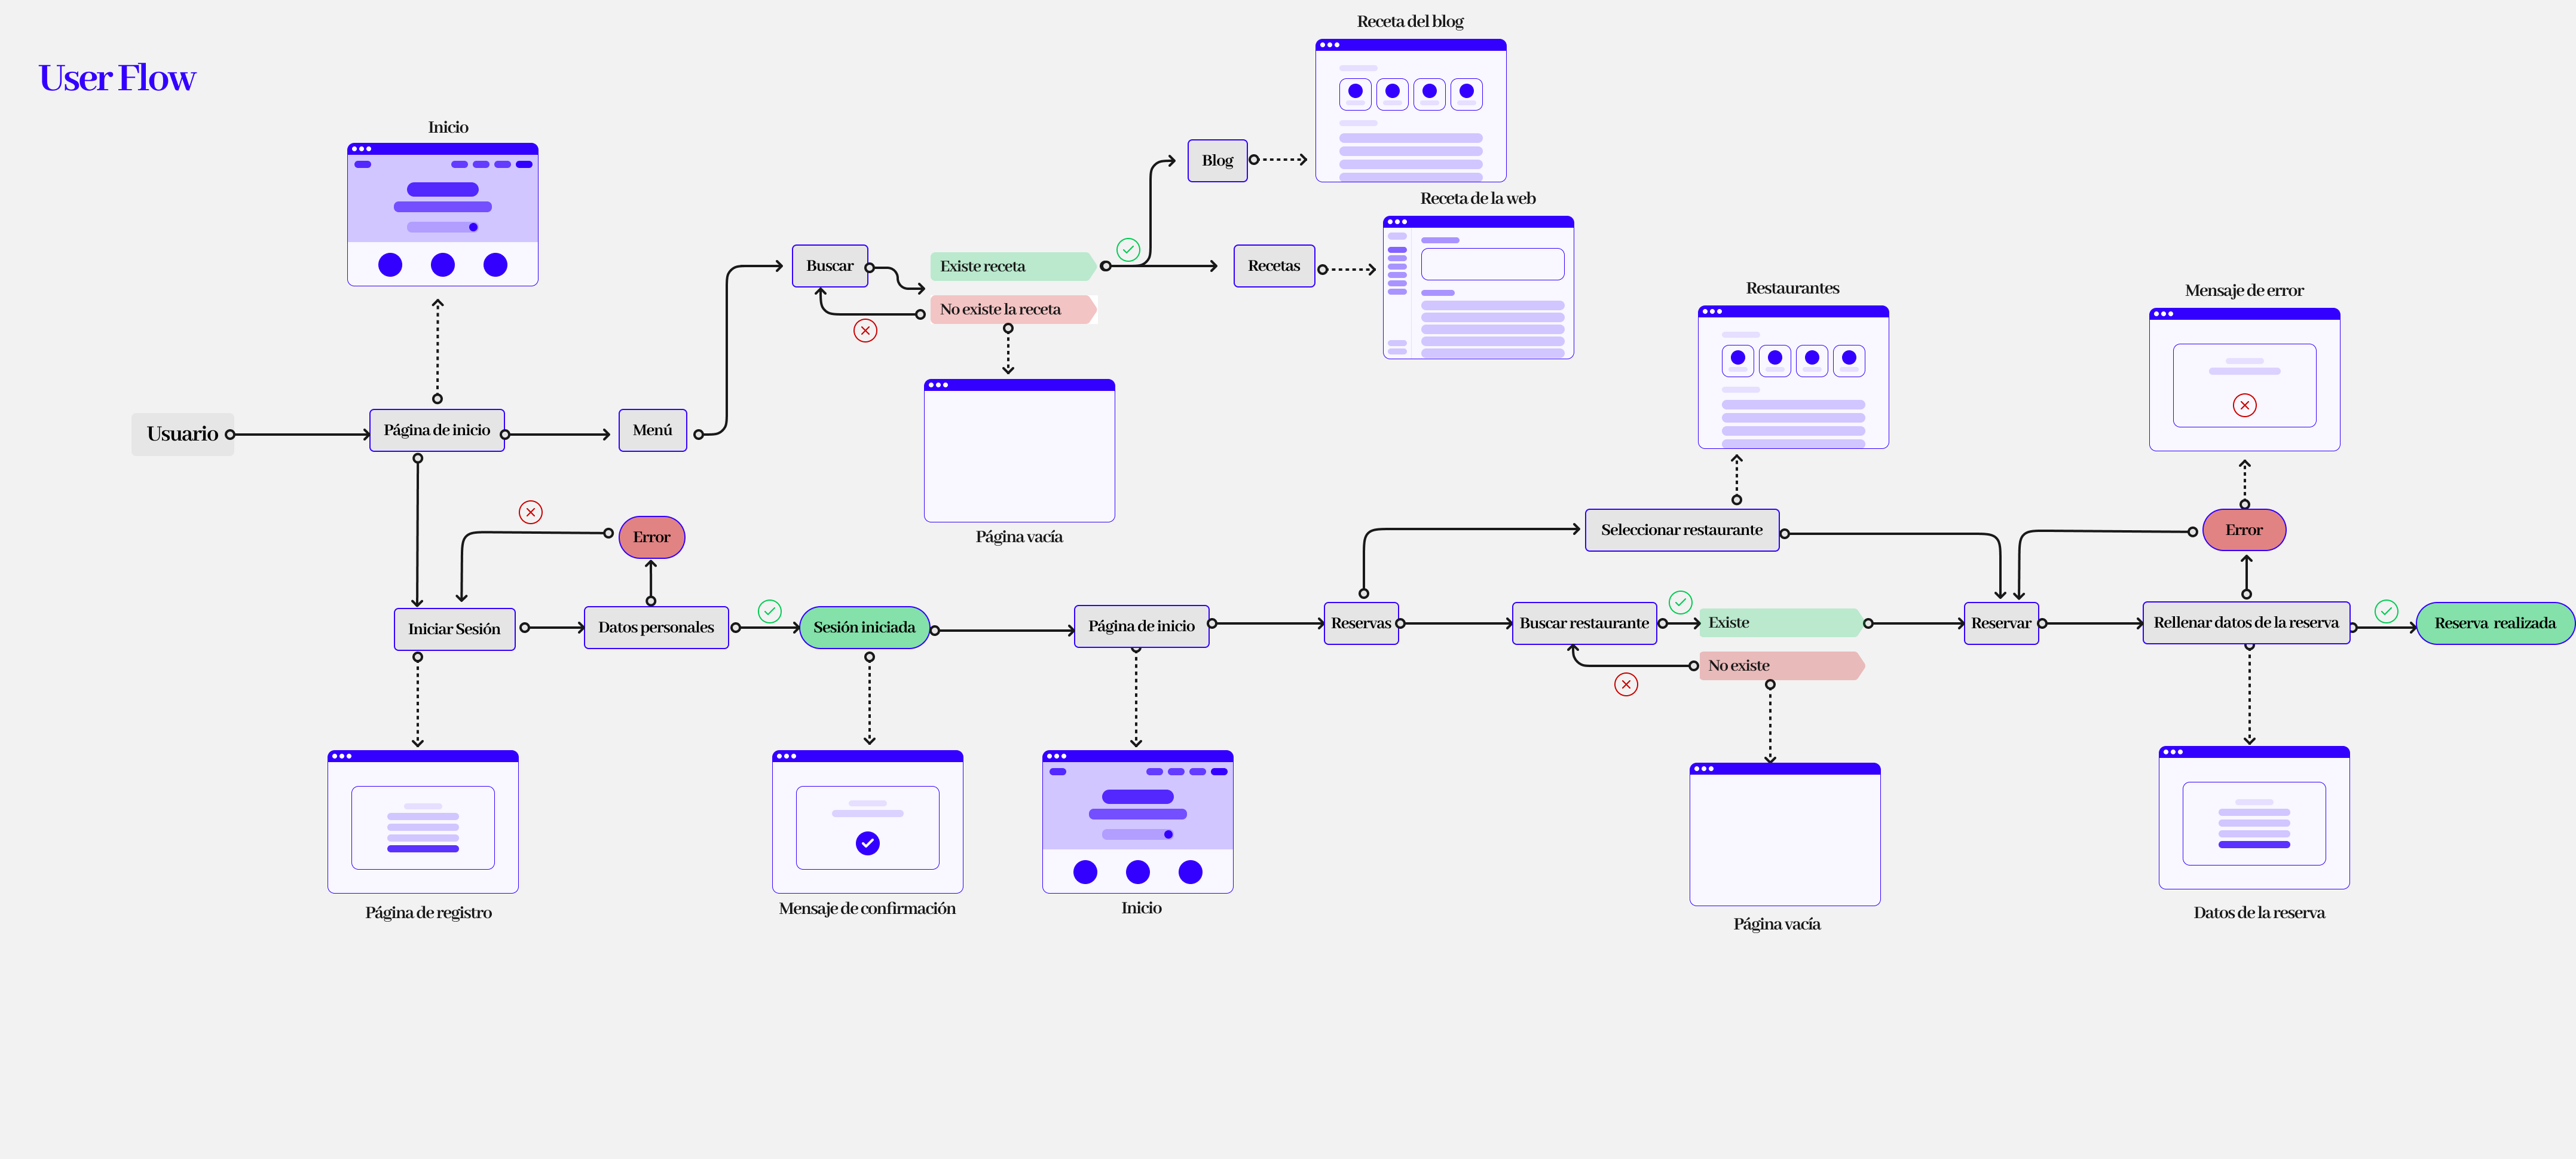 User Flow
Receta del blog
Inicio
Blog
Receta de la web
Buscar
Existe receta
Recetas
No existe la receta
Restaurantes
Mensaje de error
Usuario
Página de inicio
Menú
Página vacía
Error
Seleccionar restaurante
Error
Iniciar Sesión
Datos personales
Sesión iniciada
Página de inicio
Reservas
Buscar restaurante
Existe
No existe
Reservar
Rellenar datos de la reserva
Reserva realizada
Página de registro
Mensaje de confirmación
Inicio
Página vacía
Datos de la reserva